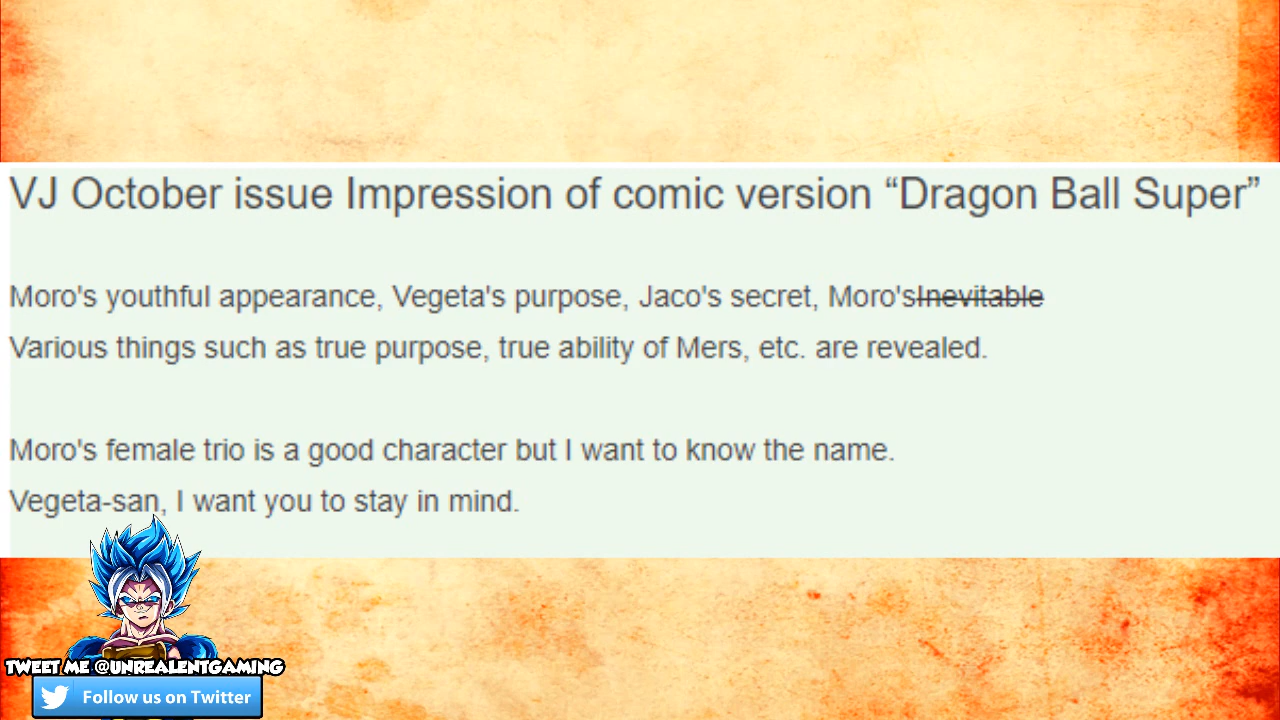 VJ October issue Impression of comic version “Dragon Ball Super”
Moro's youthful appearance, Vegeta's purpose, Jaco's secret, Moro'sInevitable
Various things such as true purpose, true ability of Mers, etc. are revealed.
Moro's female trio is a good character but I want to know the name.
Vegeta-san, I want you to stay in mind.
TWEET ME @UNREALENTGAMING
Follow us on Twitter